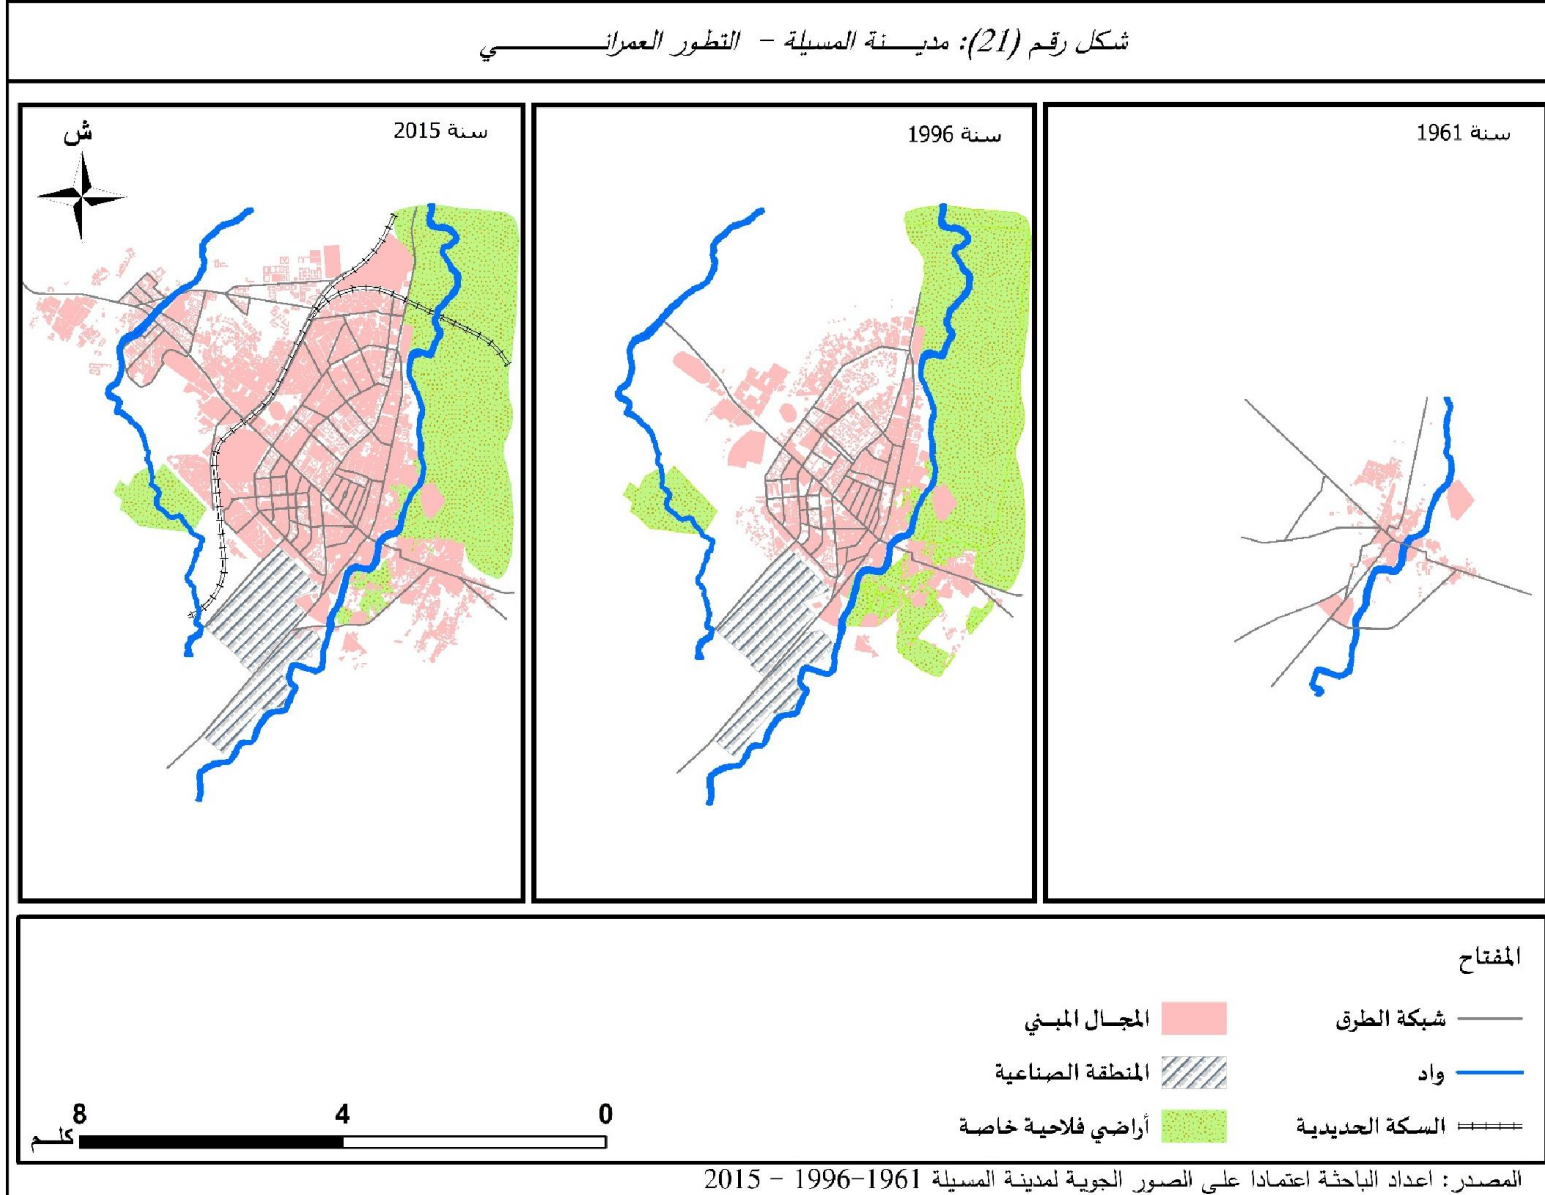 شكل رقم (21): مدينة المسيلة - التطور العمراني
سنة 1961
سنة 1996
سنة 2015
ش
المفتاح
شبكة الطرق
واد
السكة الحديدية
المجال المبني
المنطقة الصناعية
أراضي فلاحية خاصة
0
4
8
كلم
المصدر: اعداد الباحثة اعتمادا على الصور الجوية لمدينة المسيلة 1961-1996 - 2015